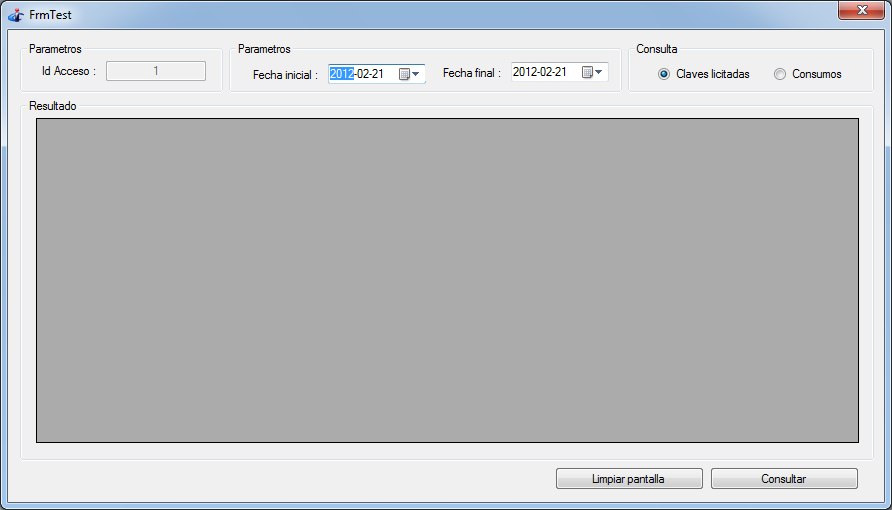 FrmTest
Parametros
Id Acceso :
1
Parametros
Fecha inicial :
2012-02-21
Fecha final :
2012-02-21
Consulta
Claves licitadas
Consumos
Resultado
Limpiar pantalla
Consultar